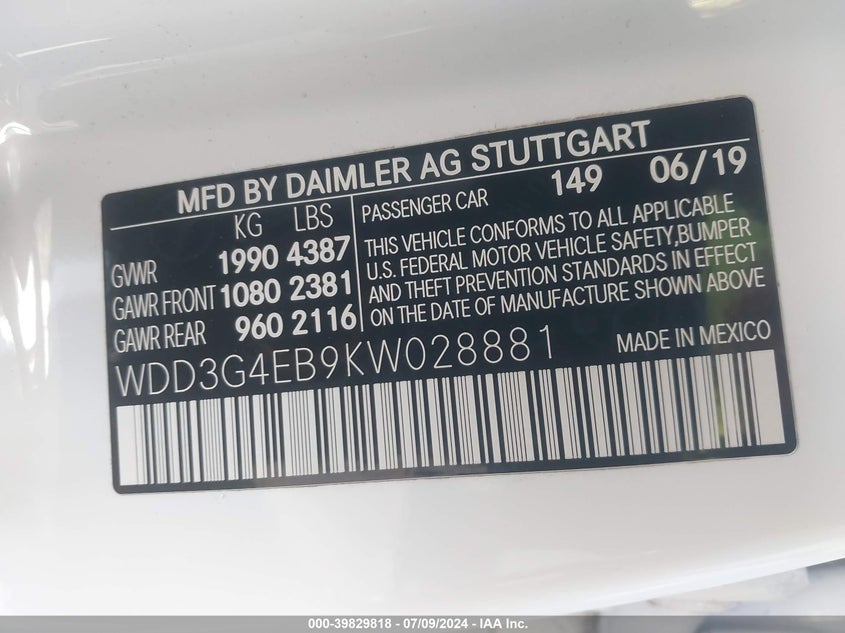 MFD BY DAIMLER AG STUTTGART
KG LBS
GVWR 1990 4387
GAWR FRONT 1080 2381
GAWR REAR 960 2116
PASSENGER CAR 149 06/19
THIS VEHICLE CONFORMS TO ALL APPLICABLE
U.S. FEDERAL MOTOR VEHICLE SAFETY,BUMPER
AND THEFT PREVENTION STANDARDS IN EFFECT
ON THE DATE OF MANUFACTURE SHOWN ABOVE
WDD3G4EB9KW028881 MADE IN MEXICO
000-39829818 - 07/09/2024 - IAA Inc.